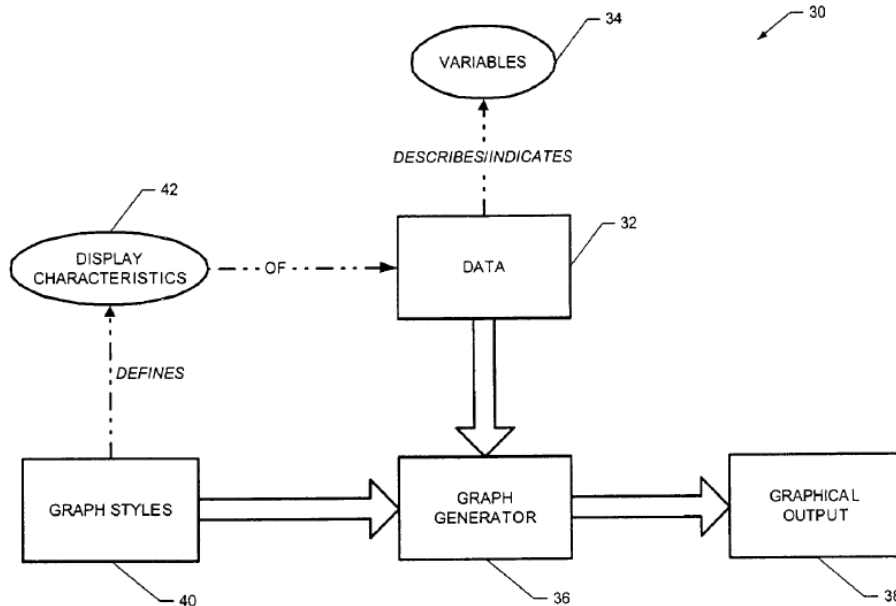 30
34
VARIABLES
DESCRIBES/INDICATES
42
32
DISPLAY
CHARACTERISTICS
OF
DATA
DEFINES
GRAPH STYLES
GRAPH
GENERATOR
GRAPHICAL
OUTPUT
40
36